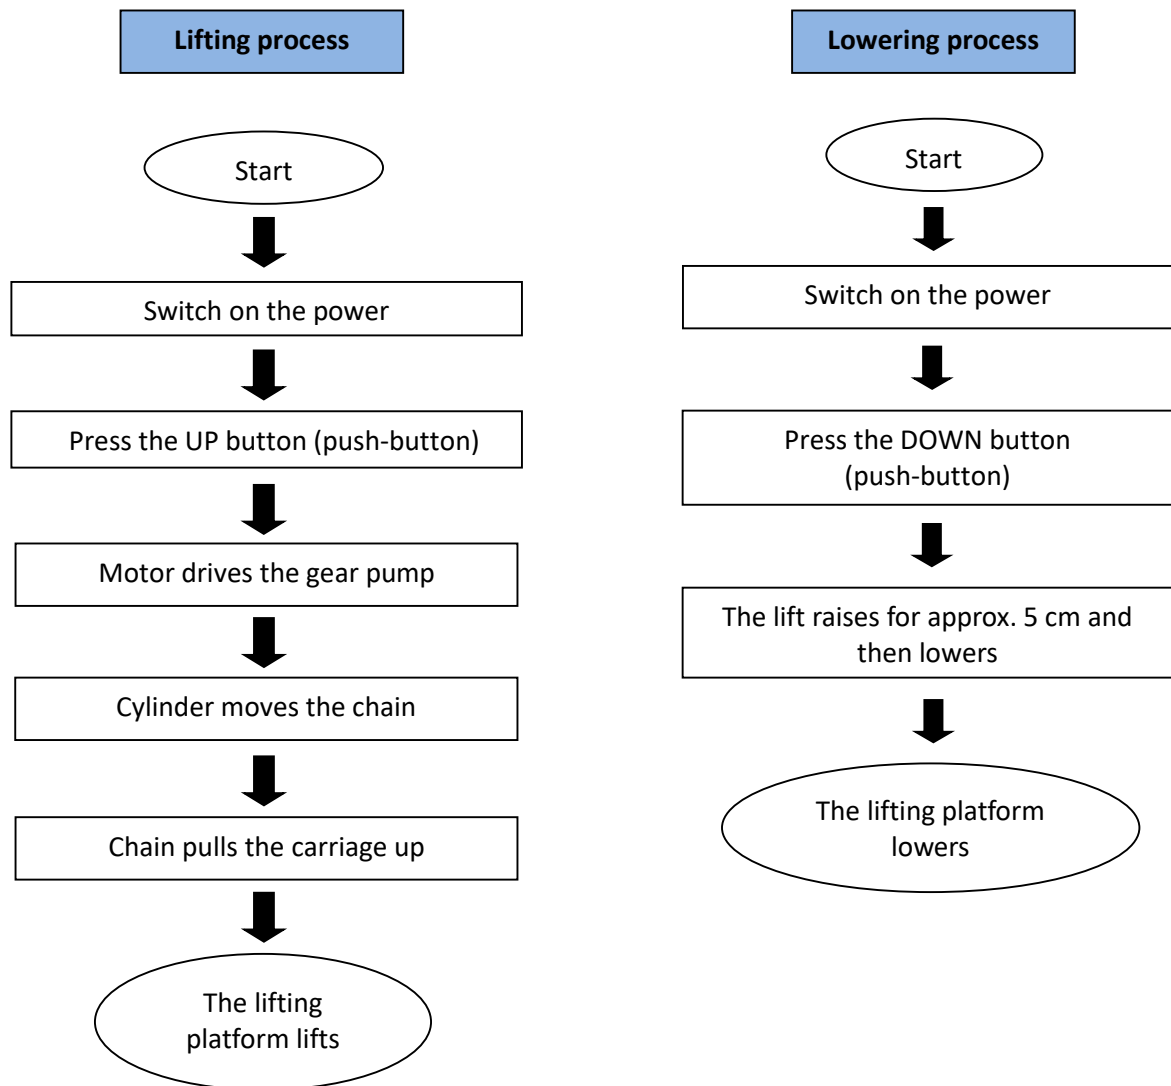 Lifting process
Start
Switch on the power
Press the UP button (push-button)
Motor drives the gear pump
Cylinder moves the chain
Chain pulls the carriage up
The lifting
platform lifts
Lowering process
Start
Switch on the power
Press the DOWN button
(push-button)
The lift raises for approx. 5 cm and
then lowers
The lifting platform
lowers